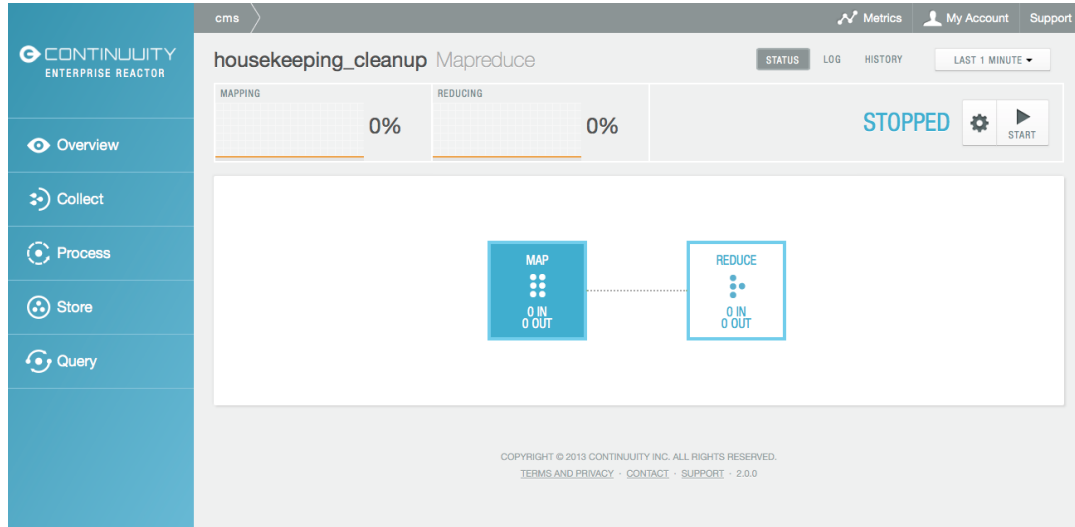 cms
Metrics
My Account
Support
CONTINUUITY
ENTERPRISE REACTOR
housekeeping_cleanup Mapreduce
STATUS
LOG
HISTORY
LAST 1 MINUTE
MAPPING
0%
REDUCING
0%
STOPPED
START
Overview
Collect
Process
Store
Query
MAP
0 IN
0 OUT
REDUCE
0 IN
0 OUT
COPYRIGHT © 2013 CONTINUUITY INC. ALL RIGHTS RESERVED.
TERMS AND PRIVACY · CONTACT · SUPPORT · 2.0.0